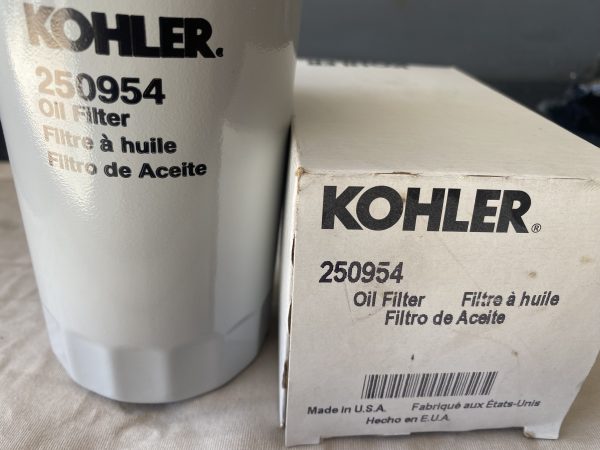 KOHLER.
250954
Oil Filter
Filtre à huile
Filtro de Aceite
KOHLER®
250954
Oil Filter Filtre à huile
Filtro de Aceite
Made in U.S.A. Fabriqué aux États-Unis
Hecho en E.U.A.